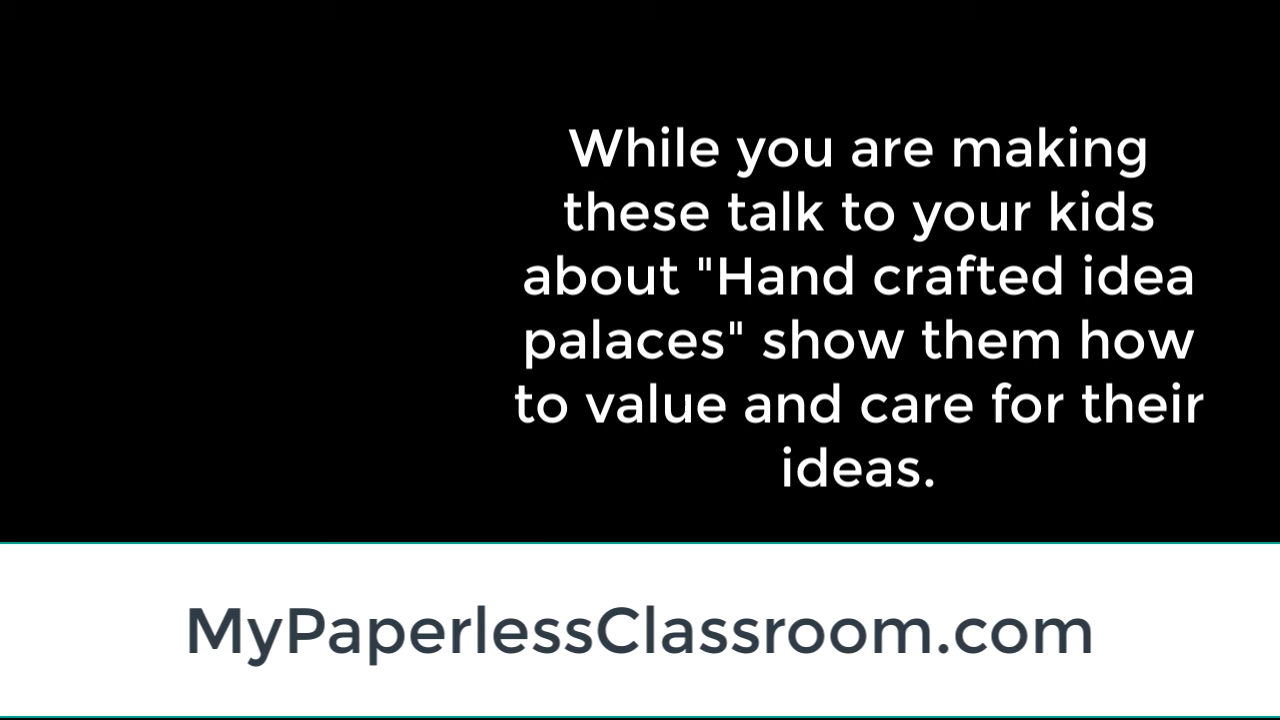 While you are making
these talk to your kids
about "Hand crafted idea
palaces" show them how
to value and care for their
ideas.
MyPaperlessClassroom.com